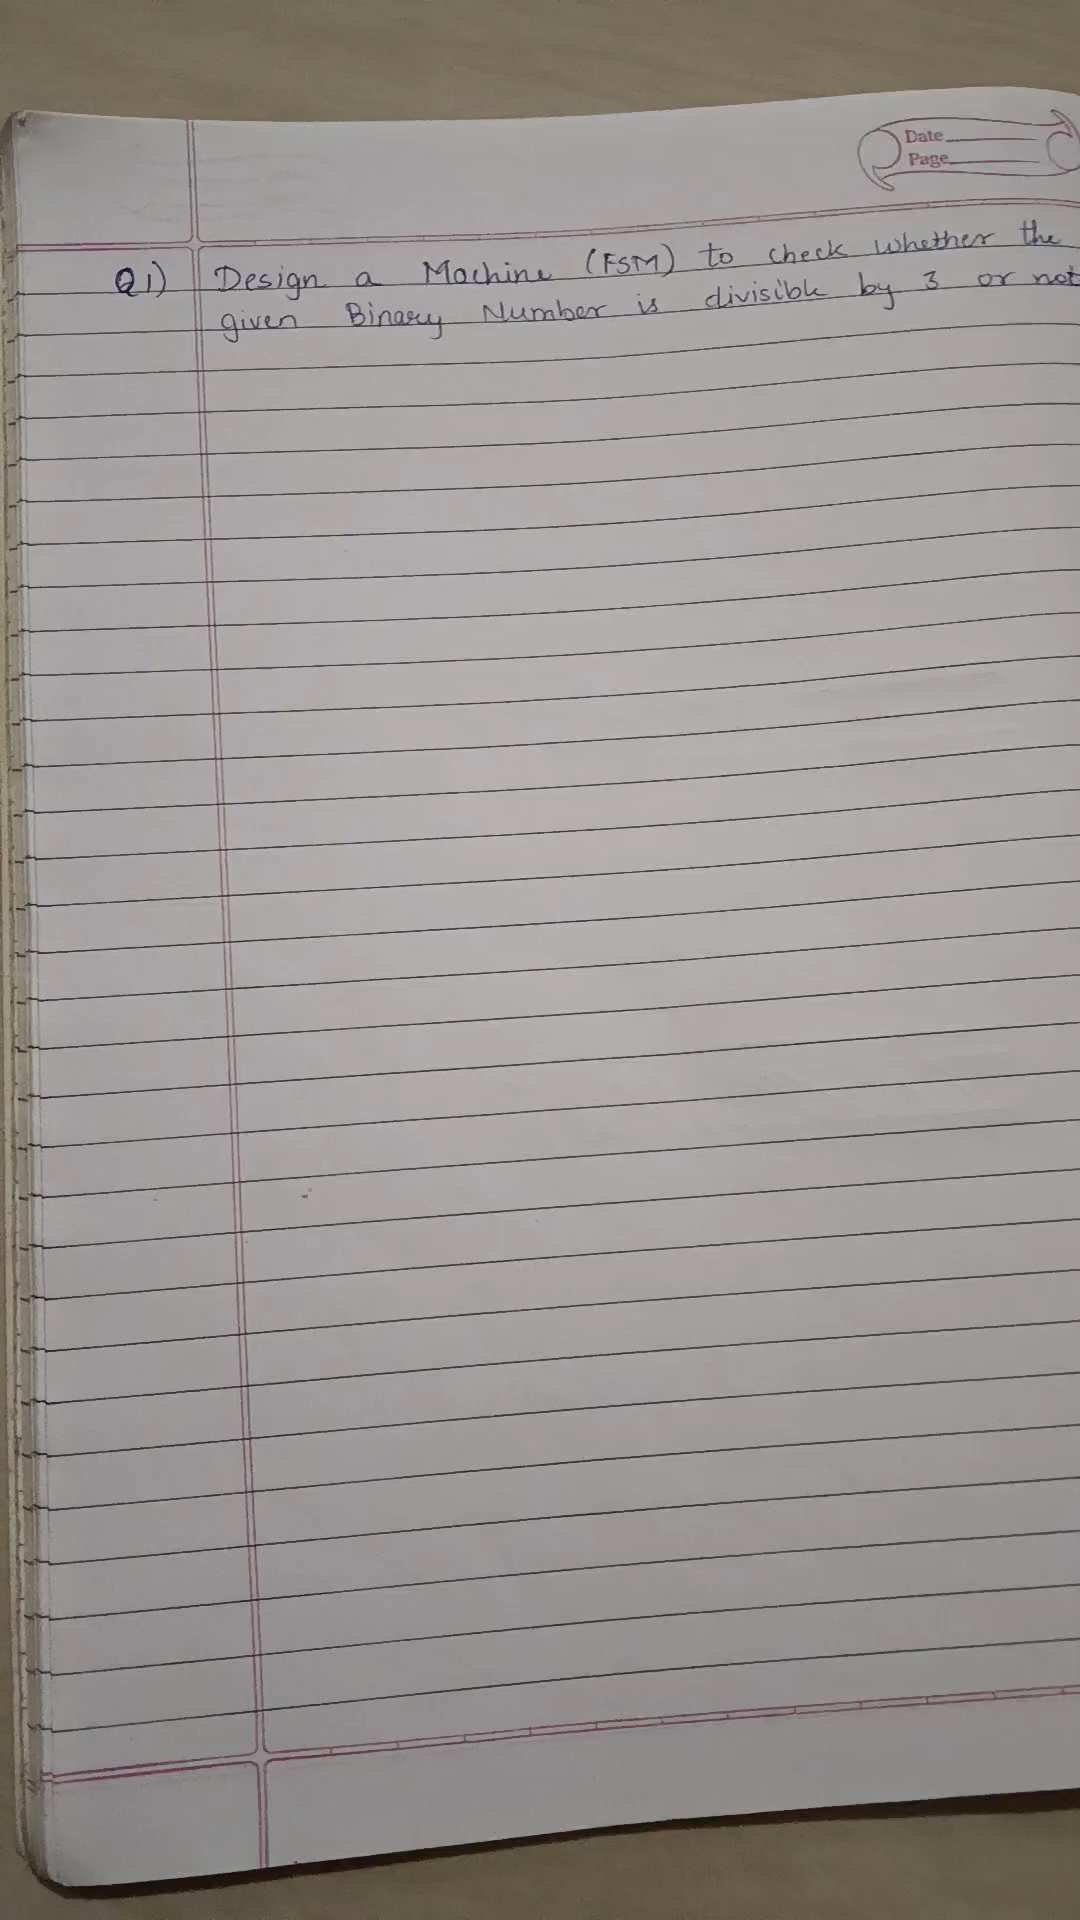 Date
Page
Q1) Design a Machine (FSM) to check whether the
given Binary Number is divisible by 3 or not